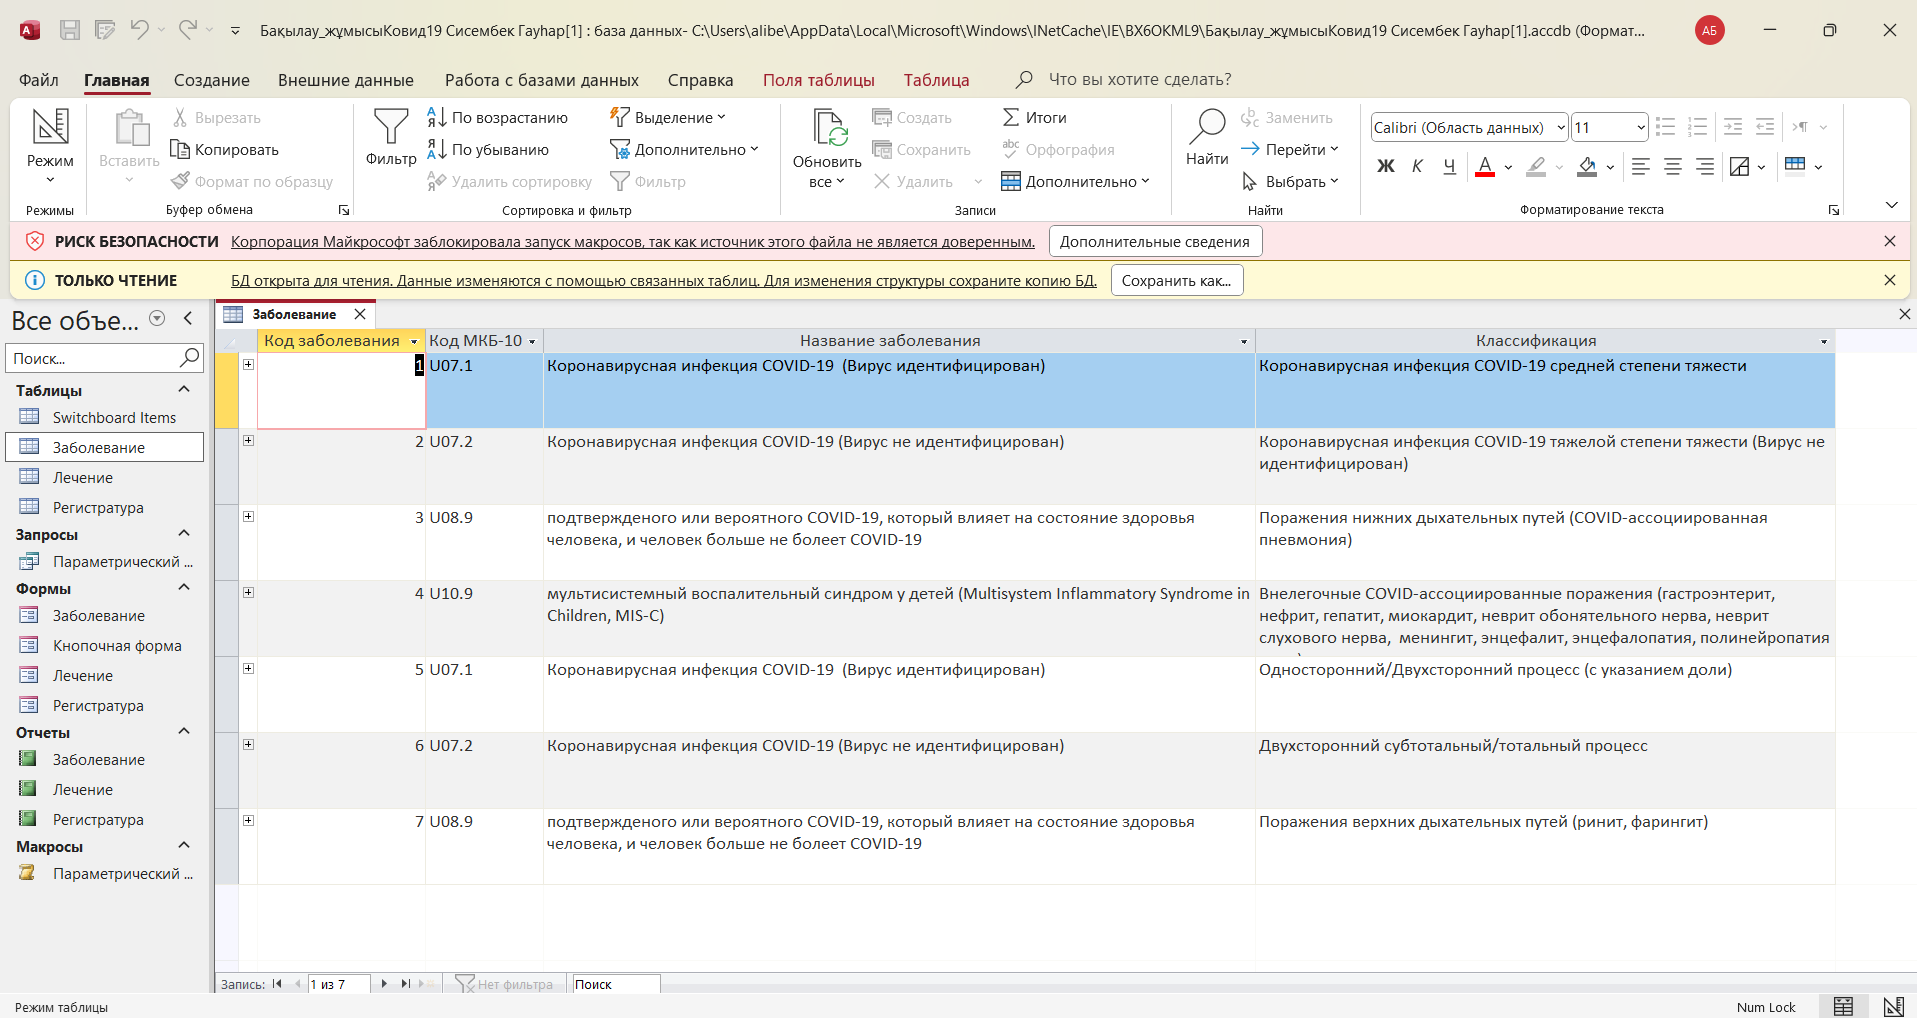 Бақылау_жұмысыКовид19 Сисембек Гауһар[1] : база данных- C:\Users\alibe\AppData\Local\Microsoft\Windows\INetCache\IE\BX6OKML9\Бақылау_жұмысыКовид19 Сисембек Гауһар[1].accdb (Формат...
АБ
Файл Главная Создание Внешние данные Работа с базами данных Справка Поля таблицы Таблица Что вы хотите сделать?
Режим
Режимы
Вставить
Вырезать
Копировать
Формат по образцу
Буфер обмена
Фильтр
По возрастанию
По убыванию
Удалить сортировку
Выделение
Дополнительно
Фильтр
Сортировка и фильтр
Обновить
все
Создать
Сохранить
Удалить
Итоги
Орфография
Дополнительно
Записи
Найти
Заменить
Перейти
Выбрать
Найти
Calibri (Область данных) 11
Ж К Ч А
Форматирование текста
РИСК БЕЗОПАСНОСТИ Корпорация Майкрософт заблокировала запуск макросов, так как источник этого файла не является доверенным. Дополнительные сведения
ТОЛЬКО ЧТЕНИЕ БД открыта для чтения. Данные изменяются с помощью связанных таблиц. Для изменения структуры сохраните копию БД. Сохранить как...
Все объе...
Поиск...
Таблицы
Switchboard Items
Заболевание
Лечение
Регистратура
Запросы
Параметрический ...
Формы
Заболевание
Кнопочная форма
Лечение
Регистратура
Отчеты
Заболевание
Лечение
Регистратура
Макросы
Параметрический ...
Заболевание
Код заболевания Код МКБ-10 Название заболевания Классификация
1 U07.1 Коронавирусная инфекция COVID-19 (Вирус идентифицирован) Коронавирусная инфекция COVID-19 средней степени тяжести
2 U07.2 Коронавирусная инфекция COVID-19 (Вирус не идентифицирован) Коронавирусная инфекция COVID-19 тяжелой степени тяжести (Вирус не
идентифицирован)
3 U08.9 подтвержденого или вероятного COVID-19, который влияет на состояние здоровья Поражения нижних дыхательных путей (COVID-ассоциированная
человека, и человек больше не болеет COVID-19 пневмония)
4 U10.9 мультисистемный воспалительный синдром у детей (Multisystem Inflammatory Syndrome in Внелегочные COVID-ассоциированные поражения (гастроэнтерит,
Children, MIS-C) нефрит, гепатит, миокардит, неврит обонятельного нерва, неврит
слухового нерва, менингит, энцефалит, энцефалопатия, полинейропатия
5 U07.1 Коронавирусная инфекция COVID-19 (Вирус идентифицирован) Односторонний/Двухсторонний процесс (с указанием доли)
6 U07.2 Коронавирусная инфекция COVID-19 (Вирус не идентифицирован) Двухсторонний субтотальный/тотальный процесс
7 U08.9 подтвержденого или вероятного COVID-19, который влияет на состояние здоровья Поражения верхних дыхательных путей (ринит, фарингит)
человека, и человек больше не болеет COVID-19
Запись: 1 из 7 Нет фильтра Поиск
Режим таблицы Num Lock